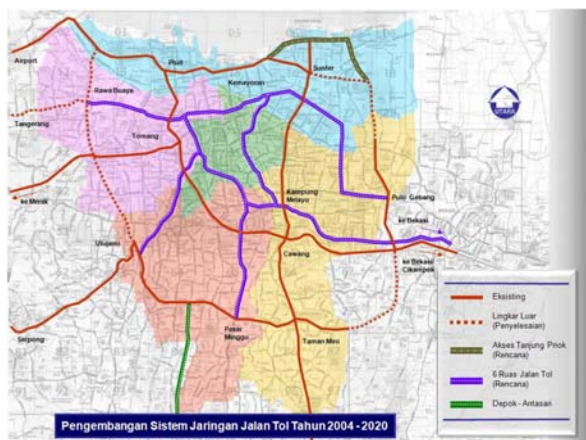 Airport
Pluit
Sunter
Kemayoran
Rawa Buaya
Tangerang
Tomang
UTARA
ke Merak
Kampung
Melayu
Pulo Gebang
ke Bekasi
Ulujami
Cawang
ke Bekasi/
Cikampek
Serpong
Pasar
Minggu
Taman Mini
Eksisting
Lingkar Luar
(Penyelesaian)
Akses Tanjung Priok
(Rencana)
6 Ruas Jalan Tol
(Rencana)
Depok - Antasari
Pengembangan Sistem Jaringan Jalan Tol Tahun 2004 - 2020